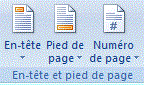 #
En-tête Pied de Numéro
page de page
En-tête et pied de page